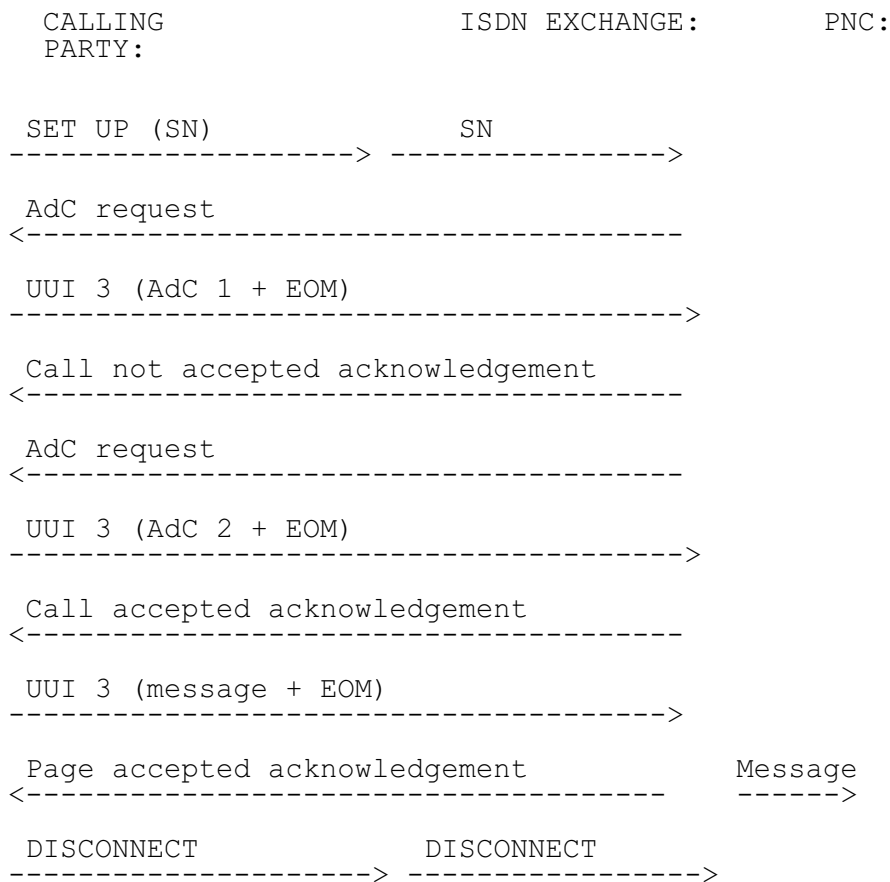 CALLING ISDN EXCHANGE: PNC:
PARTY:
SET UP (SN) SN
--------------------> ---------------->
AdC request
<--------------------------------------
UUI 3 (AdC 1 + EOM)
--------------------------------------->
Call not accepted acknowledgement
<--------------------------------------
AdC request
<--------------------------------------
UUI 3 (AdC 2 + EOM)
--------------------------------------->
Call accepted acknowledgement
<--------------------------------------
UUI 3 (message + EOM)
-------------------------------------->
Page accepted acknowledgement Message
<------------------------------------- ------>
DISCONNECT DISCONNECT
---------------------> ----------------->